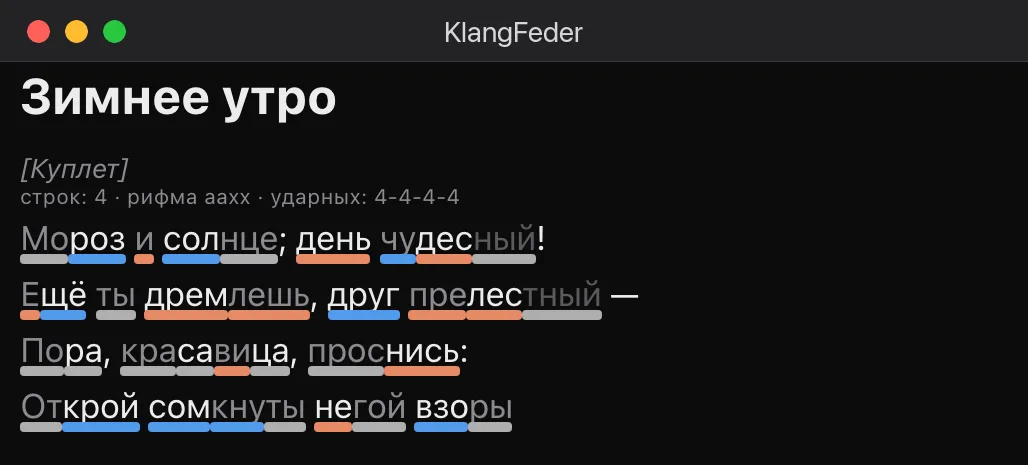 KlangFeder
Зимнее утро
[Куплет]
строк: 4 · рифма aaxx · ударных: 4-4-4-4
Мороз и солнце; день чудесный!
Ещё ты дремлешь, друг прелестный —
Пора, красавица, проснись:
Открой сомкнуты негой взоры